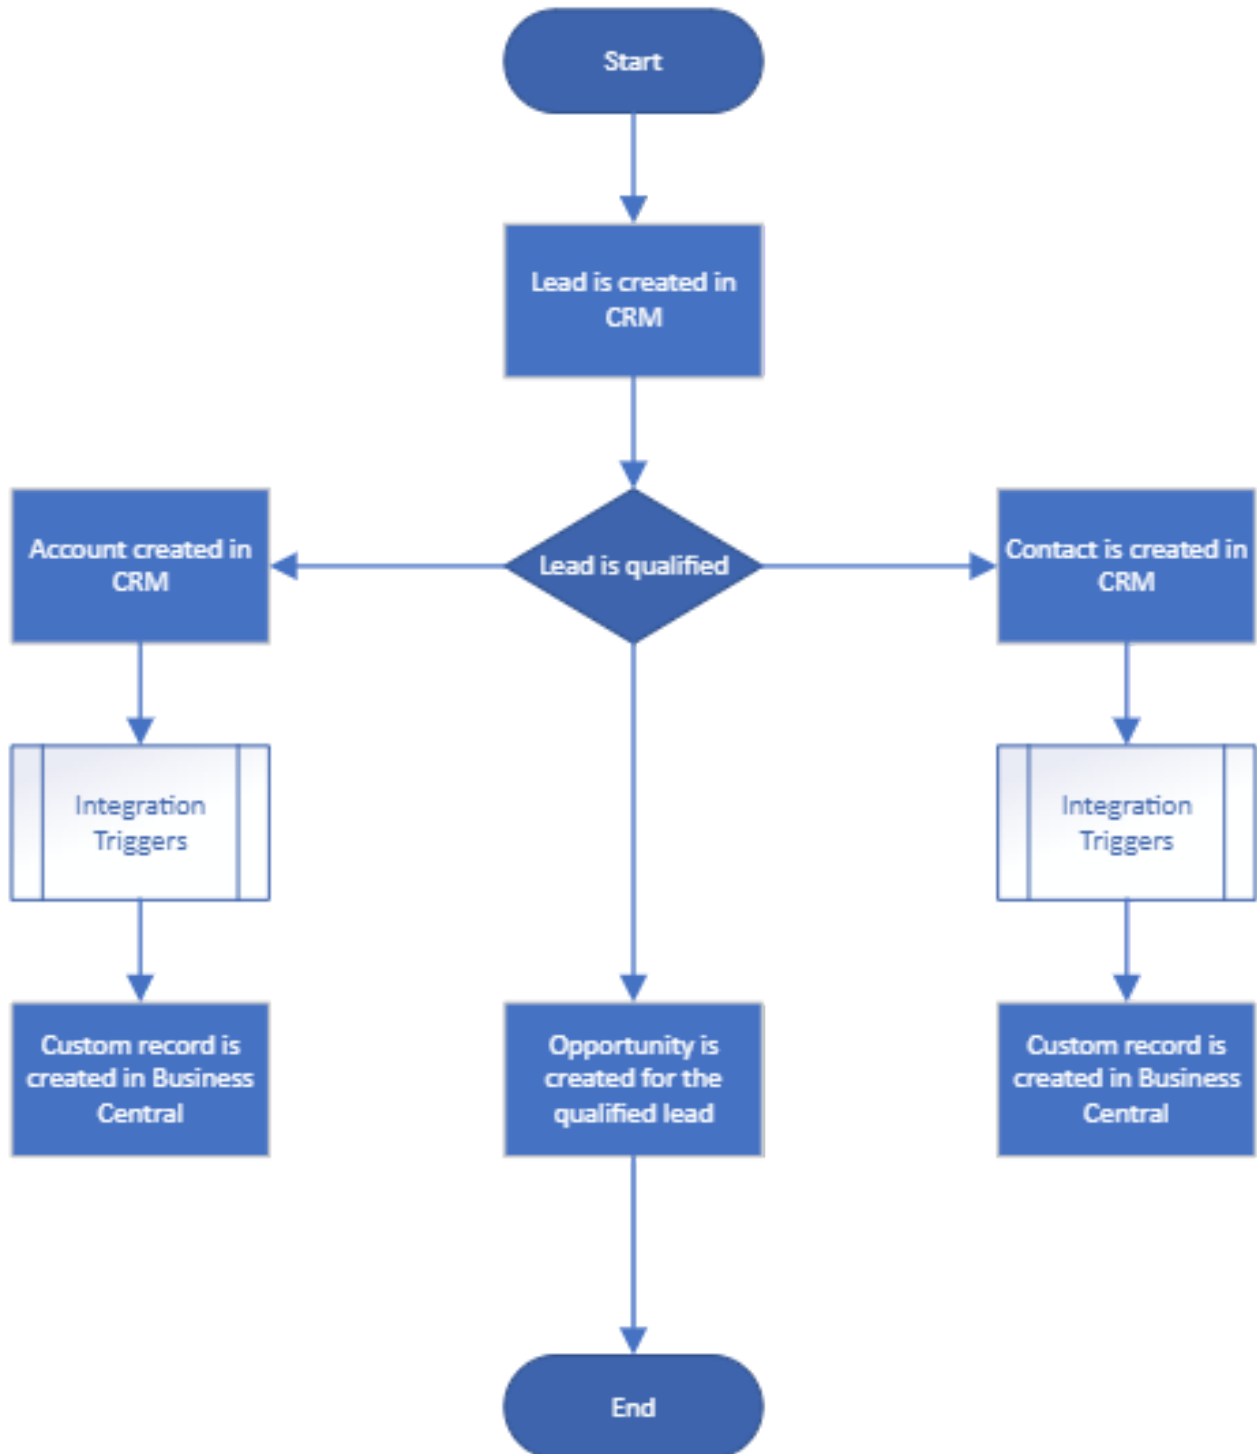 Start
Lead is created in
CRM
Account created in
CRM
Lead is qualified
Contact is created in
CRM
Integration
Triggers
Integration
Triggers
Custom record is
created in Business
Central
Opportunity is
created for the
qualified lead
Custom record is
created in Business
Central
End